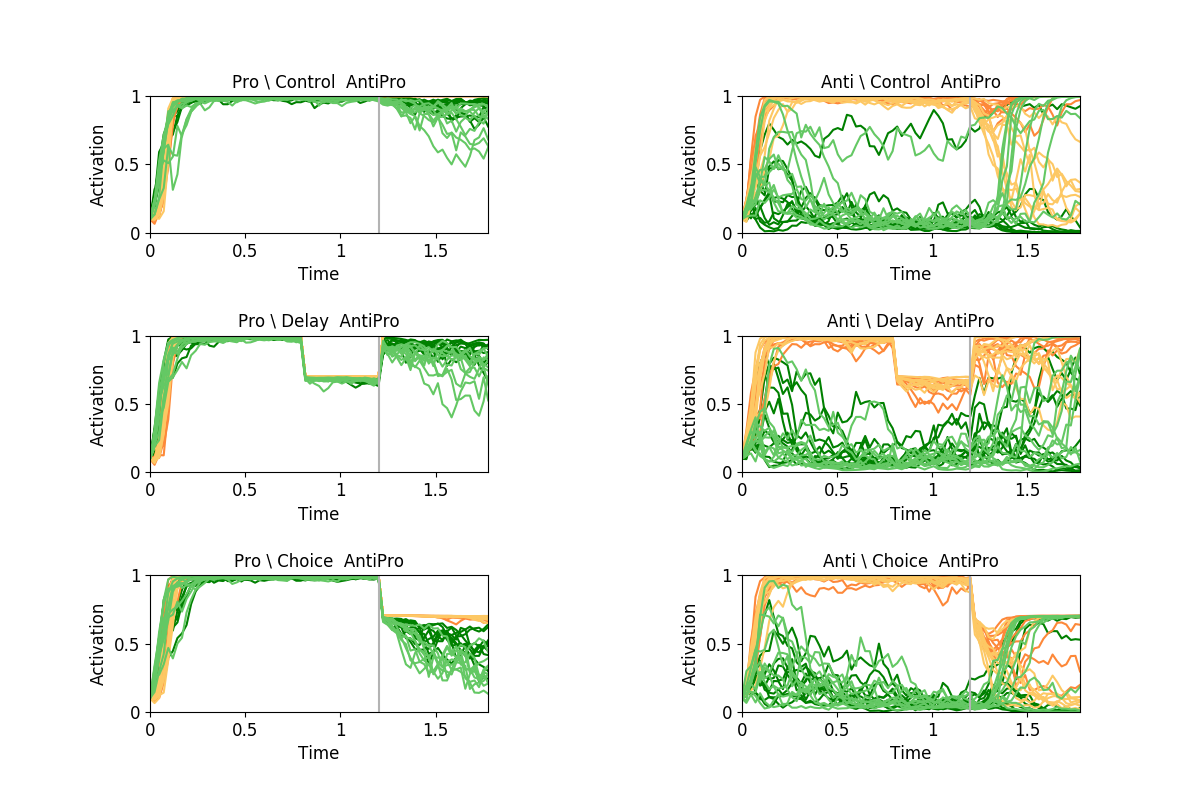 Pro \ Control  AntiPro
Activation
1
0.5
0
0
0.5
1
1.5
Time
Anti \ Control  AntiPro
Activation
1
0.5
0
0
0.5
1
1.5
Time
Pro \ Delay  AntiPro
Activation
1
0.5
0
0
0.5
1
1.5
Time
Anti \ Delay  AntiPro
Activation
1
0.5
0
0
0.5
1
1.5
Time
Pro \ Choice  AntiPro
Activation
1
0.5
0
0
0.5
1
1.5
Time
Anti \ Choice  AntiPro
Activation
1
0.5
0
0
0.5
1
1.5
Time